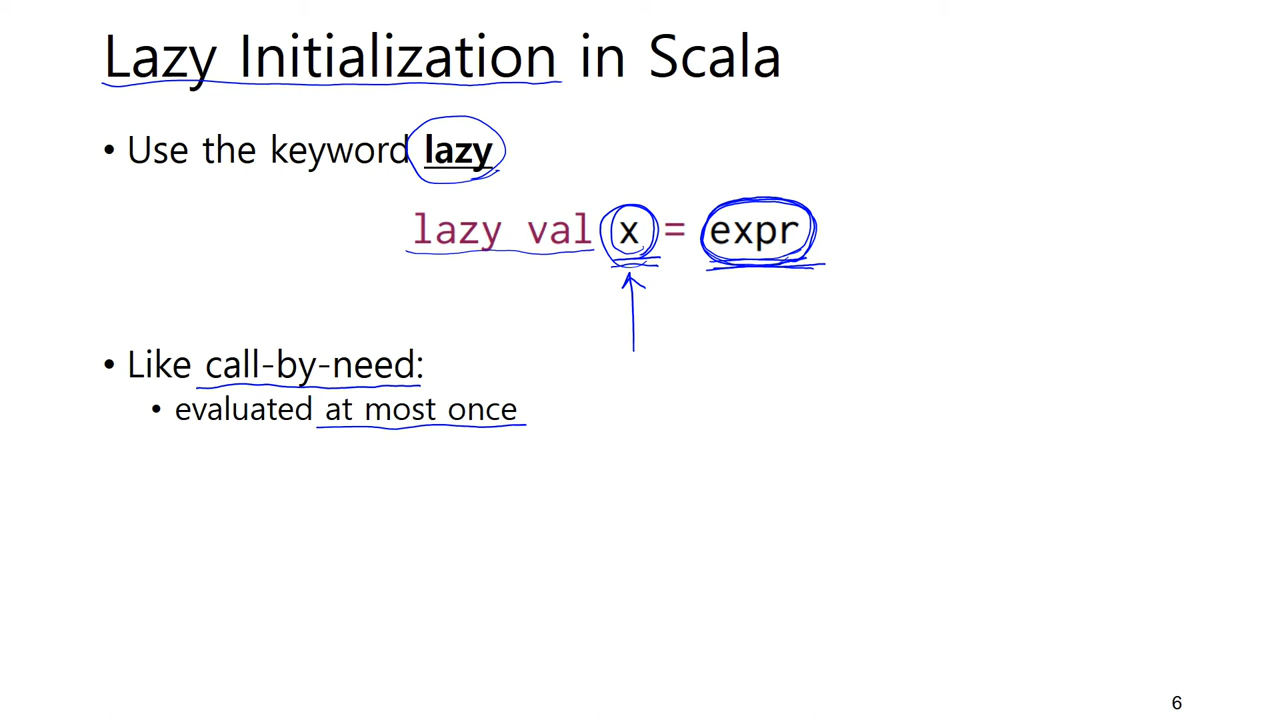 Lazy Initialization in Scala
• Use the keyword lazy
lazy val x = expr
• Like call-by-need:
• evaluated at most once
6